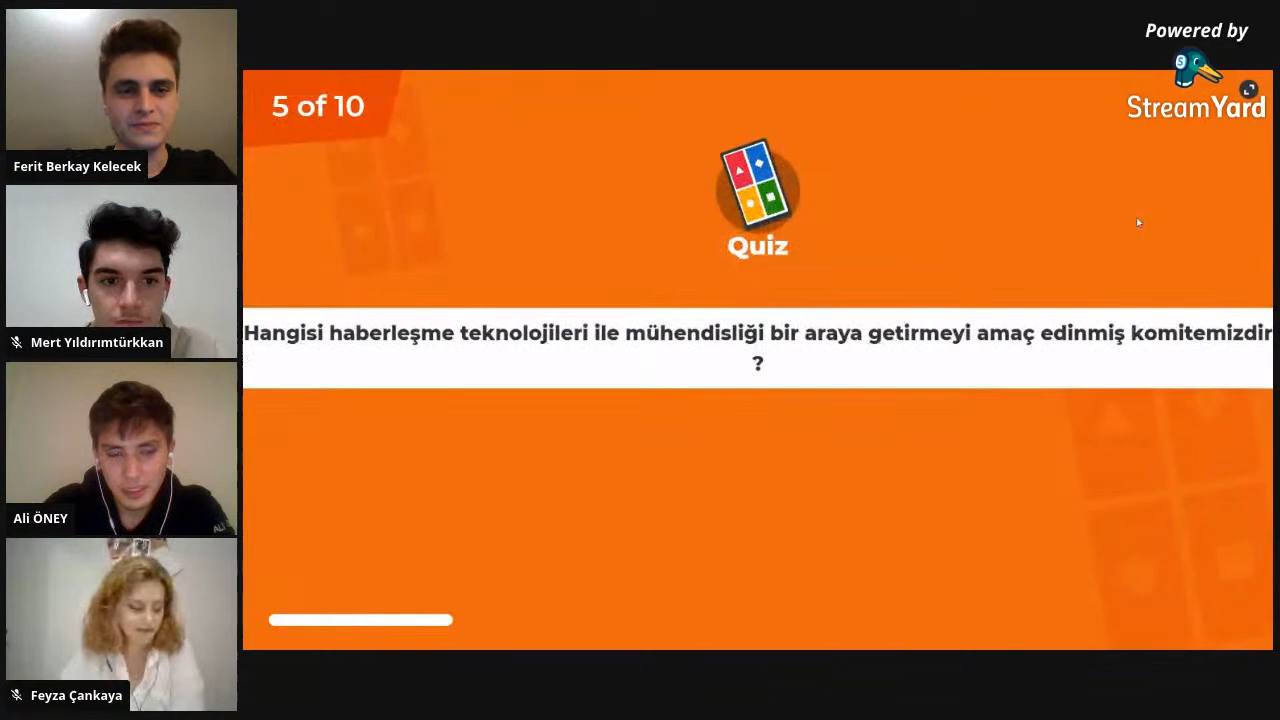 Powered by
StreamYard
5 of 10
Quiz
Hangisi haberleşme teknolojileri ile mühendisliği bir araya getirmeyi amaç edinmiş komitemizdir
?
Ferit Berkay Kelecek
Mert Yıldırımtürkkan
Ali ÖNEY
Feyza Çankaya